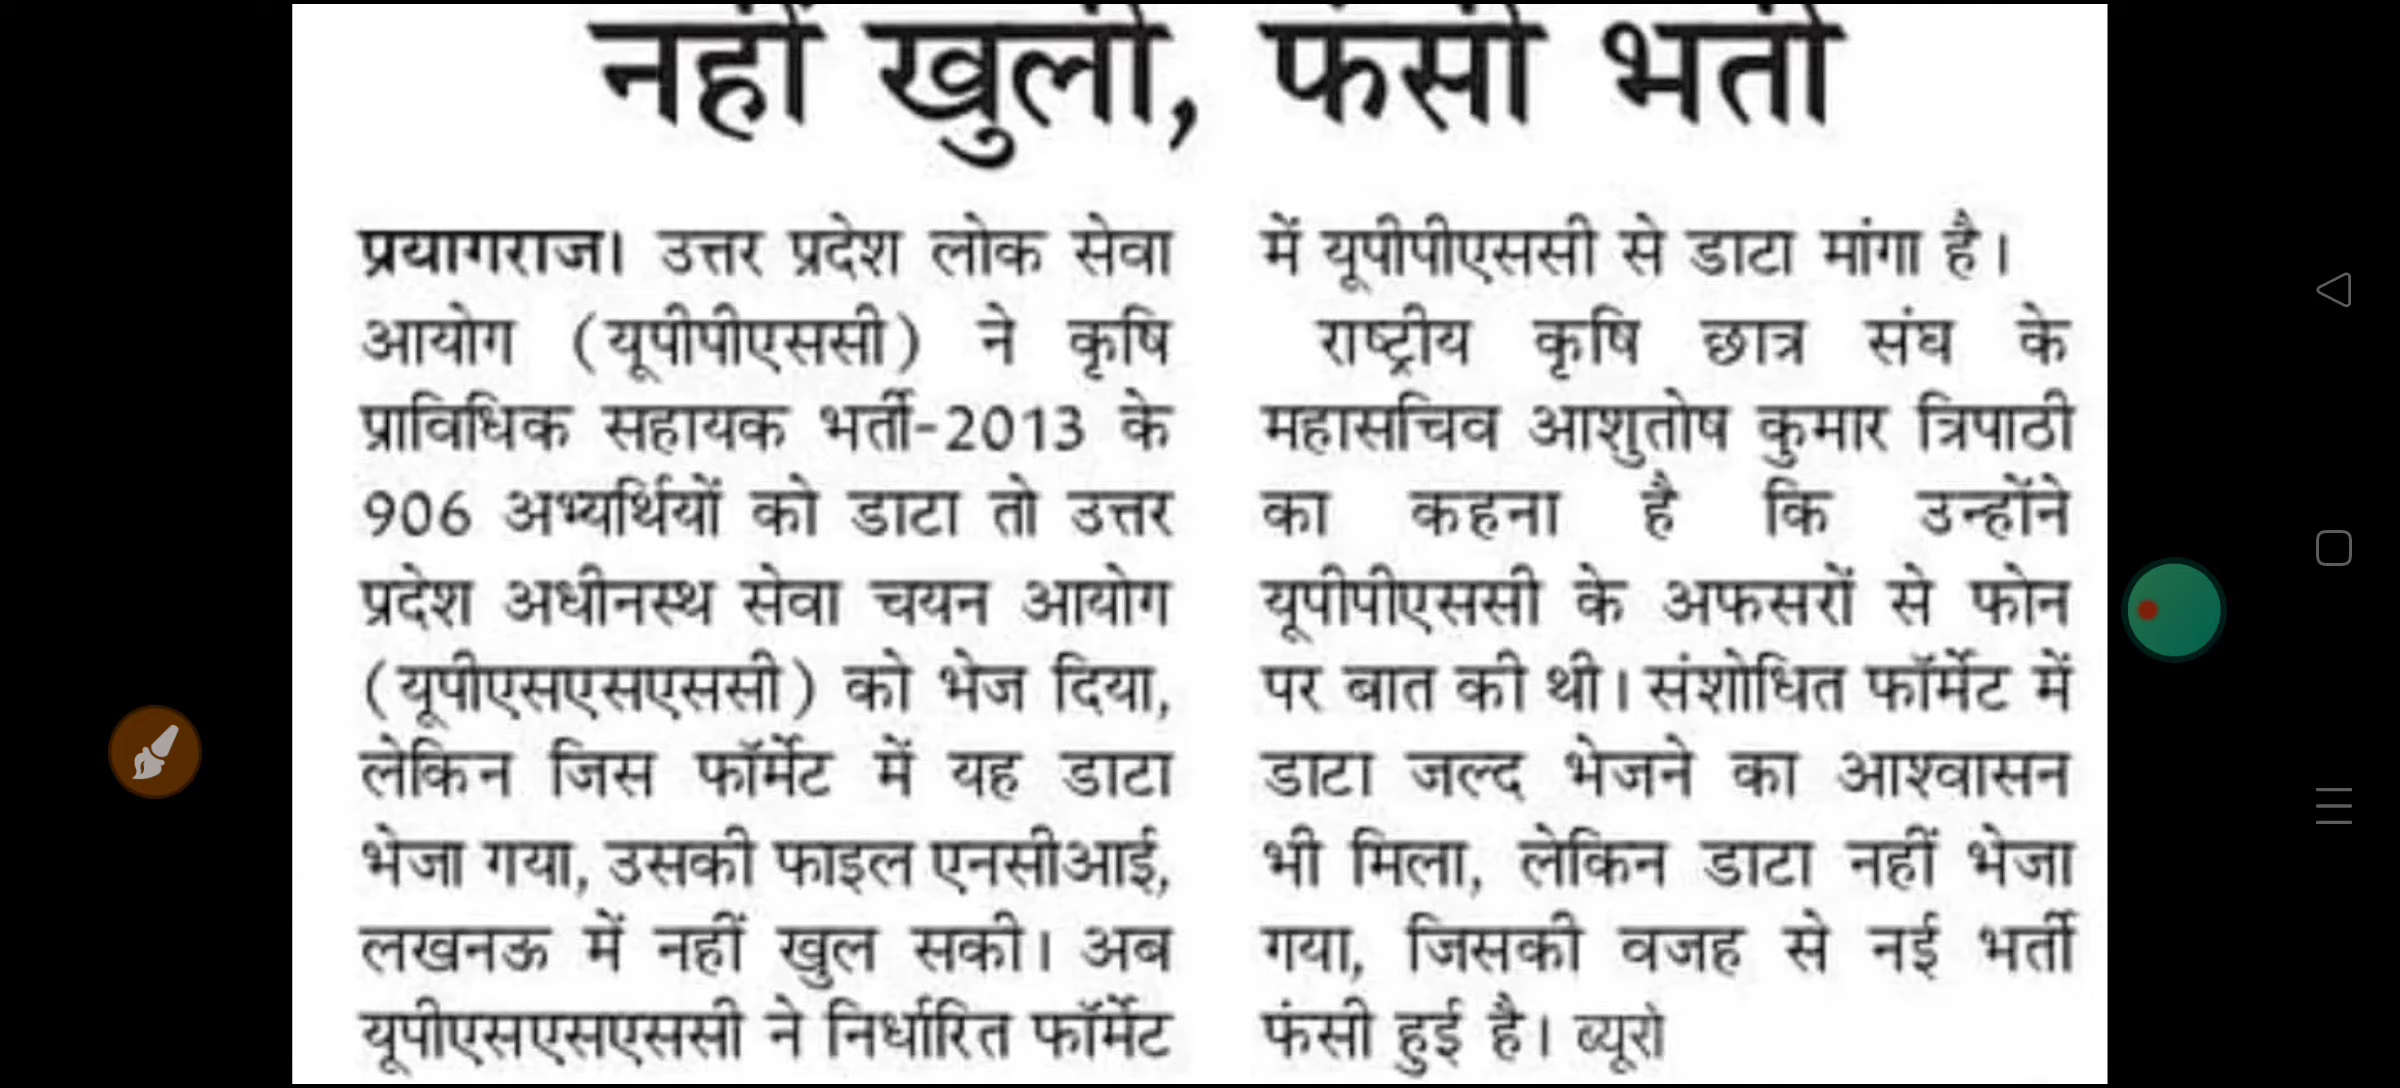 नहीं खुली, फंसी भर्ती
प्रयागराज। उत्तर प्रदेश लोक सेवा
आयोग (यूपीपीएससी) ने कृषि
प्राविधिक सहायक भर्ती-2013 के
906 अभ्यर्थियों को डाटा तो उत्तर
प्रदेश अधीनस्थ सेवा चयन आयोग
(यूपीएसएसएससी) को भेज दिया,
लेकिन जिस फॉर्मेट में यह डाटा
भेजा गया, उसकी फाइल एनसीआई,
लखनऊ में नहीं खुल सकी। अब
यूपीएसएसएससी ने निर्धारित फॉर्मेट
में यूपीपीएससी से डाटा मांगा है।
राष्ट्रीय कृषि छात्र संघ के
महासचिव आशुतोष कुमार त्रिपाठी
का कहना है कि उन्होंने
यूपीपीएससी के अफसरों से फोन
पर बात की थी। संशोधित फॉर्मेट में
डाटा जल्द भेजने का आश्वासन
भी मिला, लेकिन डाटा नहीं भेजा
गया, जिसकी वजह से नई भर्ती
फंसी हुई है। ब्यूरो